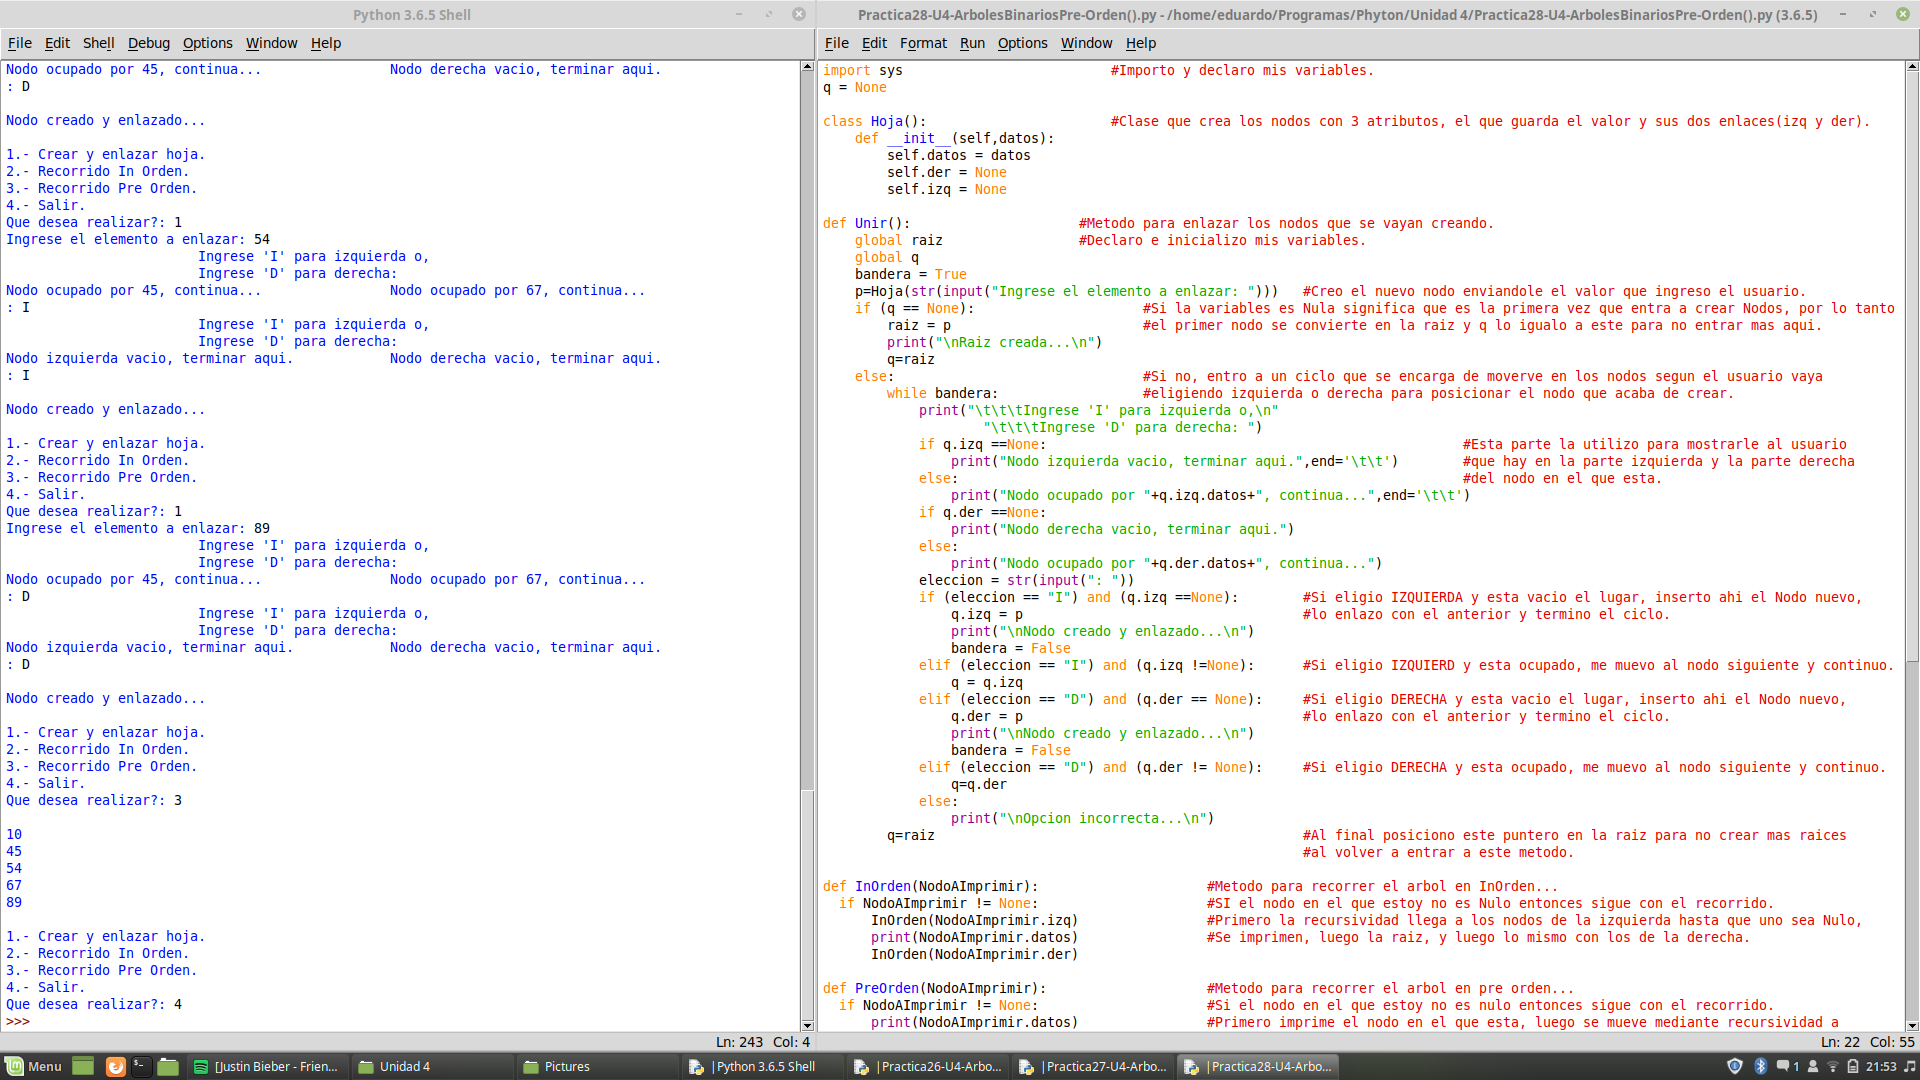 Python 3.6.5 Shell
File Edit Shell Debug Options Window Help
Nodo ocupado por 45, continua... Nodo derecha vacio, terminar aqui.
: D
Nodo creado y enlazado...
1.- Crear y enlazar hoja.
2.- Recorrido In Orden.
3.- Recorrido Pre Orden.
4.- Salir.
Que desea realizar?: 1
Ingrese el elemento a enlazar: 54
Ingrese 'I' para izquierda o,
Ingrese 'D' para derecha:
Nodo ocupado por 45, continua... Nodo ocupado por 67, continua...
: I
Ingrese 'I' para izquierda o,
Ingrese 'D' para derecha:
Nodo izquierda vacio, terminar aqui. Nodo derecha vacio, terminar aqui.
: I
Nodo creado y enlazado...
1.- Crear y enlazar hoja.
2.- Recorrido In Orden.
3.- Recorrido Pre Orden.
4.- Salir.
Que desea realizar?: 1
Ingrese el elemento a enlazar: 89
Ingrese 'I' para izquierda o,
Ingrese 'D' para derecha:
Nodo ocupado por 45, continua... Nodo ocupado por 67, continua...
: D
Ingrese 'I' para izquierda o,
Ingrese 'D' para derecha:
Nodo izquierda vacio, terminar aqui. Nodo derecha vacio, terminar aqui.
: D
Nodo creado y enlazado...
1.- Crear y enlazar hoja.
2.- Recorrido In Orden.
3.- Recorrido Pre Orden.
4.- Salir.
Que desea realizar?: 3
10
45
54
67
89
1.- Crear y enlazar hoja.
2.- Recorrido In Orden.
3.- Recorrido Pre Orden.
4.- Salir.
Que desea realizar?: 4
>>>
Ln: 243 Col: 4
Practica28-U4-ArbolesBinariosPre-Orden().py - /home/eduardo/Programas/Phyton/Unidad 4/Practica28-U4-ArbolesBinariosPre-Orden().py (3.6.5)
File Edit Format Run Options Window Help
import sys #Importo y declaro mis variables.
q = None
class Hoja(): #Clase que crea los nodos con 3 atributos, el que guarda el valor y sus dos enlaces(izq y der).
def __init__(self,datos):
self.datos = datos
self.der = None
self.izq = None
def Unir(): #Metodo para enlazar los nodos que se vayan creando.
global raiz #Declaro e inicializo mis variables.
global q
bandera = True
p=Hoja(str(input("Ingrese el elemento a enlazar: "))) #Creo el nuevo nodo enviandole el valor que ingreso el usuario.
if (q == None): #Si la variables es Nula significa que es la primera vez que entra a crear Nodos, por lo tanto
raiz = p #el primer nodo se convierte en la raiz y q lo igualo a este para no entrar mas aqui.
print("\nRaiz creada...\n")
q=raiz
else: #Si no, entro a un ciclo que se encarga de moverve en los nodos segun el usuario vaya
while bandera: #eligiendo izquierda o derecha para posicionar el nodo que acaba de crear.
print("\t\t\tIngrese 'I' para izquierda o,\n"
"\t\t\tIngrese 'D' para derecha: ")
if q.izq ==None: #Esta parte la utilizo para mostrarle al usuario
print("Nodo izquierda vacio, terminar aqui.",end='\t\t') #que hay en la parte izquierda y la parte derecha
else: #del nodo en el que esta.
print("Nodo ocupado por "+q.izq.datos+", continua...",end='\t\t')
if q.der ==None:
print("Nodo derecha vacio, terminar aqui.")
else:
print("Nodo ocupado por "+q.der.datos+", continua...")
eleccion = str(input(": "))
if (eleccion == "I") and (q.izq ==None): #Si eligio IZQUIERDA y esta vacio el lugar, inserto ahi el Nodo nuevo,
q.izq = p #lo enlazo con el anterior y termino el ciclo.
print("\nNodo creado y enlazado...\n")
bandera = False
elif (eleccion == "I") and (q.izq !=None): #Si eligio IZQUIERD y esta ocupado, me muevo al nodo siguiente y continuo.
q = q.izq
elif (eleccion == "D") and (q.der == None): #Si eligio DERECHA y esta vacio el lugar, inserto ahi el Nodo nuevo,
q.der = p #lo enlazo con el anterior y termino el ciclo.
print("\nNodo creado y enlazado...\n")
bandera = False
elif (eleccion == "D") and (q.der != None): #Si eligio DERECHA y esta ocupado, me muevo al nodo siguiente y continuo.
q=q.der
else:
print("\nOpcion incorrecta...\n")
q=raiz #Al final posiciono este puntero en la raiz para no crear mas raices
#al volver a entrar a este metodo.
def InOrden(NodoAImprimir): #Metodo para recorrer el arbol en InOrden...
if NodoAImprimir != None: #SI el nodo en el que estoy no es Nulo entonces sigue con el recorrido.
InOrden(NodoAImprimir.izq) #Primero la recursividad llega a los nodos de la izquierda hasta que uno sea Nulo,
print(NodoAImprimir.datos) #Se imprimen, luego la raiz, y luego lo mismo con los de la derecha.
InOrden(NodoAImprimir.der)
def PreOrden(NodoAImprimir): #Metodo para recorrer el arbol en pre orden...
if NodoAImprimir != None: #Si el nodo en el que estoy no es nulo entonces sigue con el recorrido.
print(NodoAImprimir.datos) #Primero imprime el nodo en el que esta, luego se mueve mediante recursividad a
Ln: 22 Col: 55
Menu [Justin Bieber - Frien... Unidad 4 Pictures |Python 3.6.5 Shell |Practica26-U4-Arbo... |Practica27-U4-Arbo... |Practica28-U4-Arbo... 1 21:53